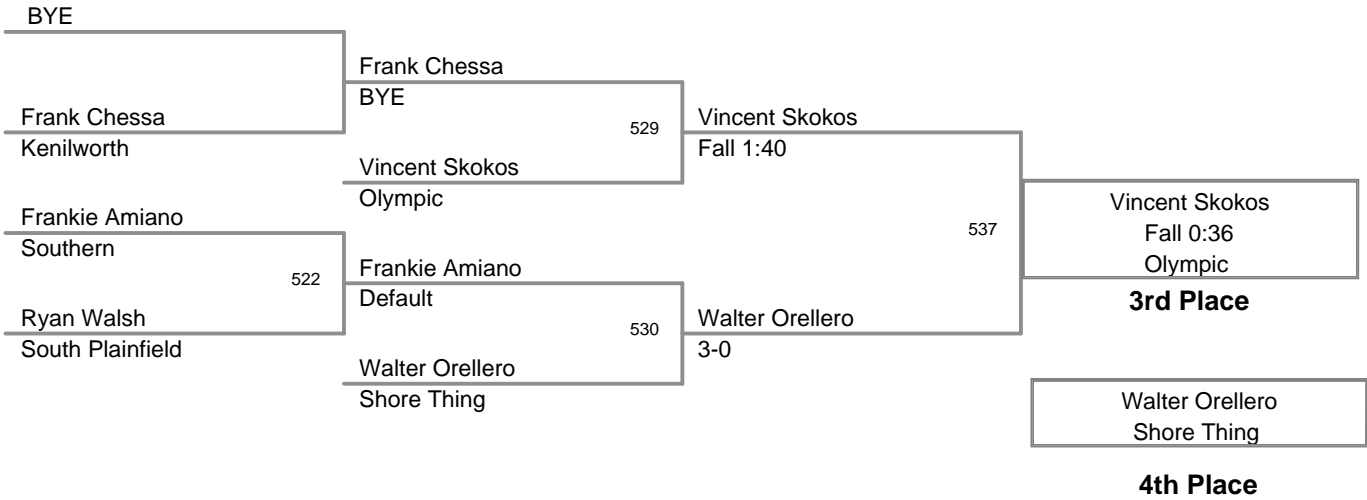 BYE
Frank Chessa
Kenilworth
Frankie Amiano
Southern
522
Ryan Walsh
South Plainfield
Frank Chessa
BYE
529
Vincent Skokos
Olympic
Frankie Amiano
Default
530
Walter Orellero
Shore Thing
Vincent Skokos
Fall 1:40
537
Walter Orellero
3-0
Vincent Skokos
Fall 0:36
Olympic
3rd Place
Walter Orellero
Shore Thing
4th Place